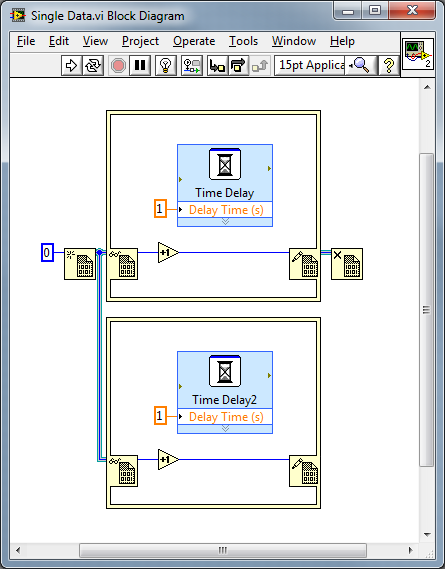 Single Data.vi Block Diagram
File Edit View Project Operate Tools Window Help
15pt Applica
2
Time Delay
1 Delay Time (s)
0
+1
Time Delay2
1 Delay Time (s)
+1